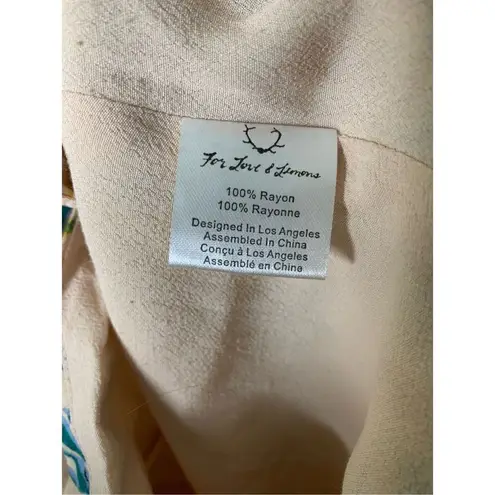 For Love & Lemons
100% Rayon
100% Rayonne
Designed In Los Angeles
Assembled In China
Conçu à Los Angeles
Assemblé en Chine